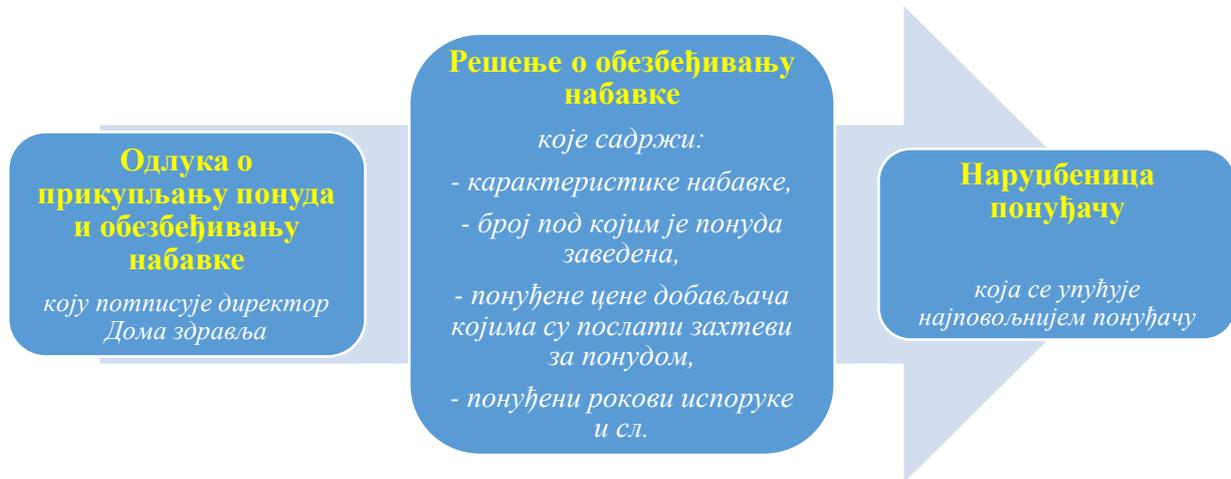 Одлука о
прикупљању понуда
и обезбеђивању
набавке
коју потписује директор
Дома здравља
Решење о обезбеђивању
набавке
које садржи:
- карактеристике набавке,
- број под којим је понуда
заведена,
- понуђене цене добављача
којима су послати захтеви
за понудом,
- понуђени рокови испоруке
и сл.
Наруџбеница
понуђачу
која се упућује
најповољнијем понуђачу